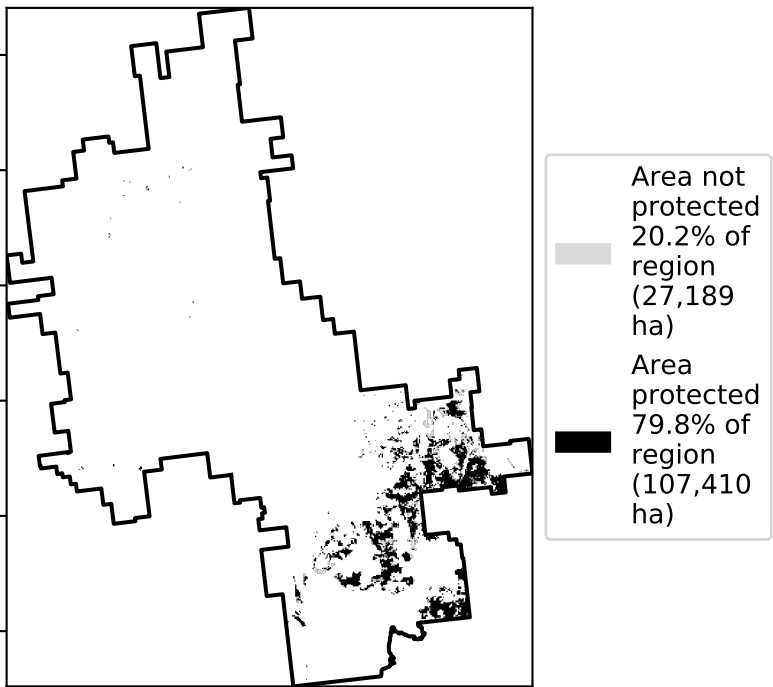 Area not
protected
20.2% of
region
(27,189
ha)
Area
protected
79.8% of
region
(107,410
ha)